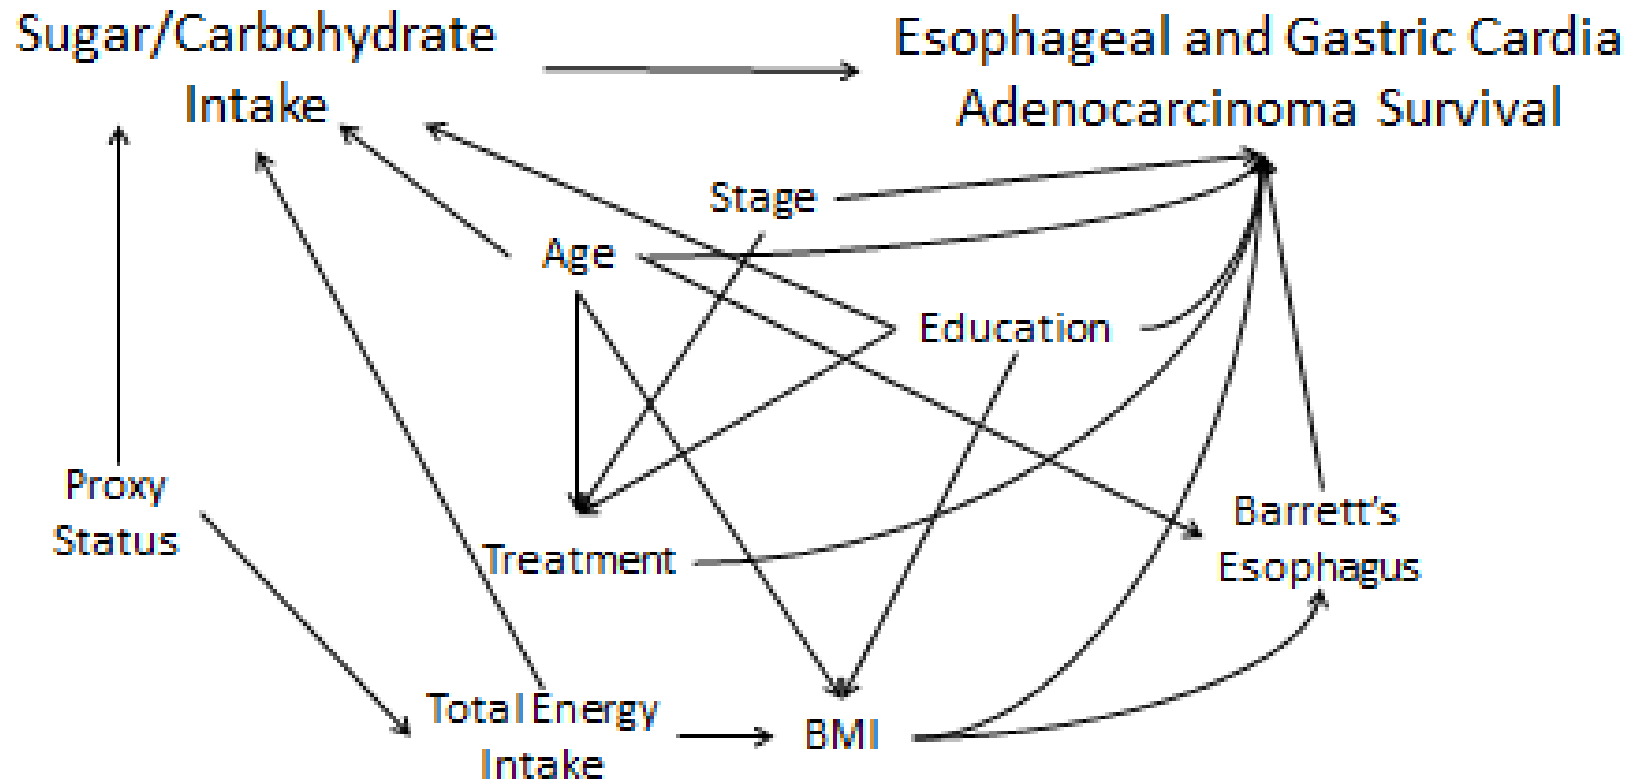 Sugar/Carbohydrate
Intake
Esophageal and Gastric Cardia
Adenocarcinoma Survival
Stage
Age
Education
Proxy
Status
Treatment
Barrett's
Esophagus
Total Energy
Intake
BMI